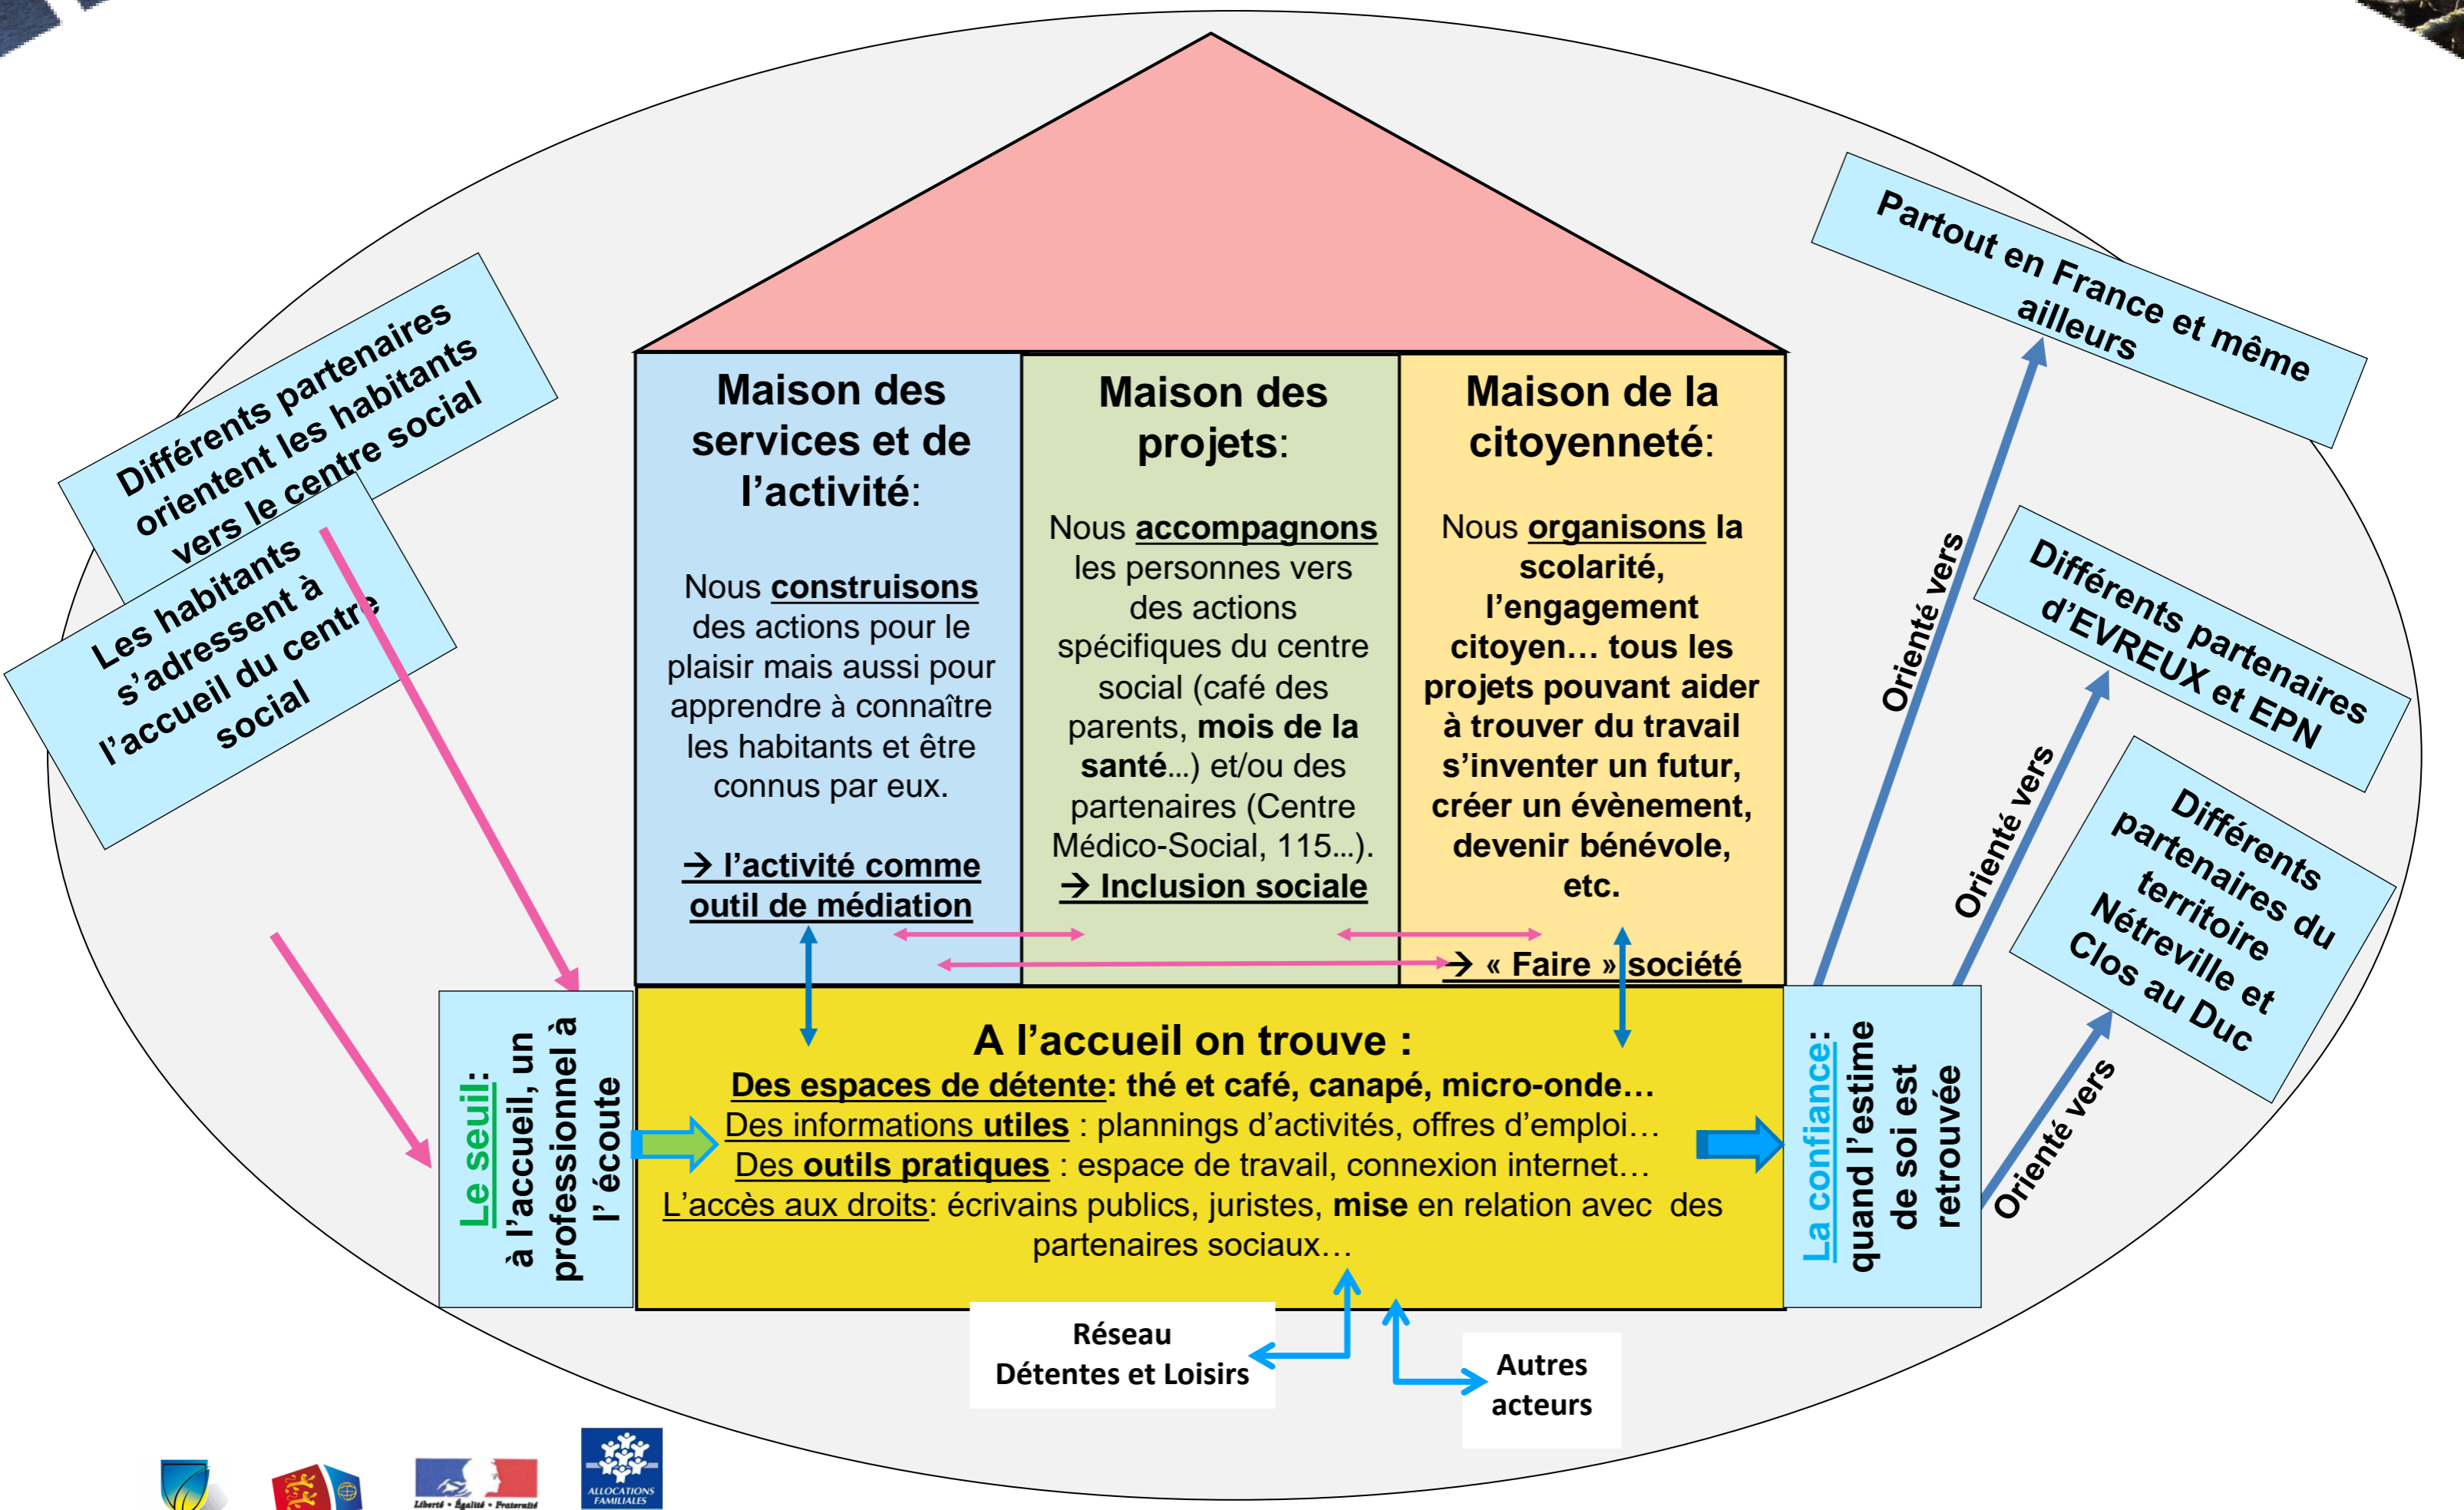 Différents partenaires
orientent les habitants
vers le centre social
Les habitants
s'adressent à
l'accueil du centre
social
Maison des
services et de
l'activité:
Nous construisons
des actions pour le
plaisir mais aussi pour
apprendre à connaître
les habitants et être
connus par eux.
→ l'activité comme
outil de médiation
Maison des
projets:
Nous accompagnons
les personnes vers
des actions
spécifiques du centre
social (café des
parents, mois de la
santé…) et/ou des
partenaires (Centre
Médico-Social, 115…).
→ Inclusion sociale
Maison de la
citoyenneté:
Nous organisons la
scolarité,
l'engagement
citoyen… tous les
projets pouvant aider
à trouver du travail
s'inventer un futur,
créer un évènement,
devenir bénévole,
etc.
→ « Faire » société
Le seuil:
à l'accueil, un
professionnel à
l' écoute
A l'accueil on trouve :
Des espaces de détente: thé et café, canapé, micro-onde…
Des informations utiles : plannings d'activités, offres d'emploi…
Des outils pratiques : espace de travail, connexion internet…
L'accès aux droits: écrivains publics, juristes, mise en relation avec des
partenaires sociaux…
La confiance:
quand l'estime
de soi est
retrouvée
Orienté vers
Partout en France et même
ailleurs
Orienté vers
Différents partenaires
d'EVREUX et EPN
Orienté vers
Différents
partenaires du
territoire
Nétreville et
Clos au Duc
Réseau
Détentes et Loisirs
Autres
acteurs
Liberté • Égalité • Fraternité
ALLOCATIONS
FAMILIALES